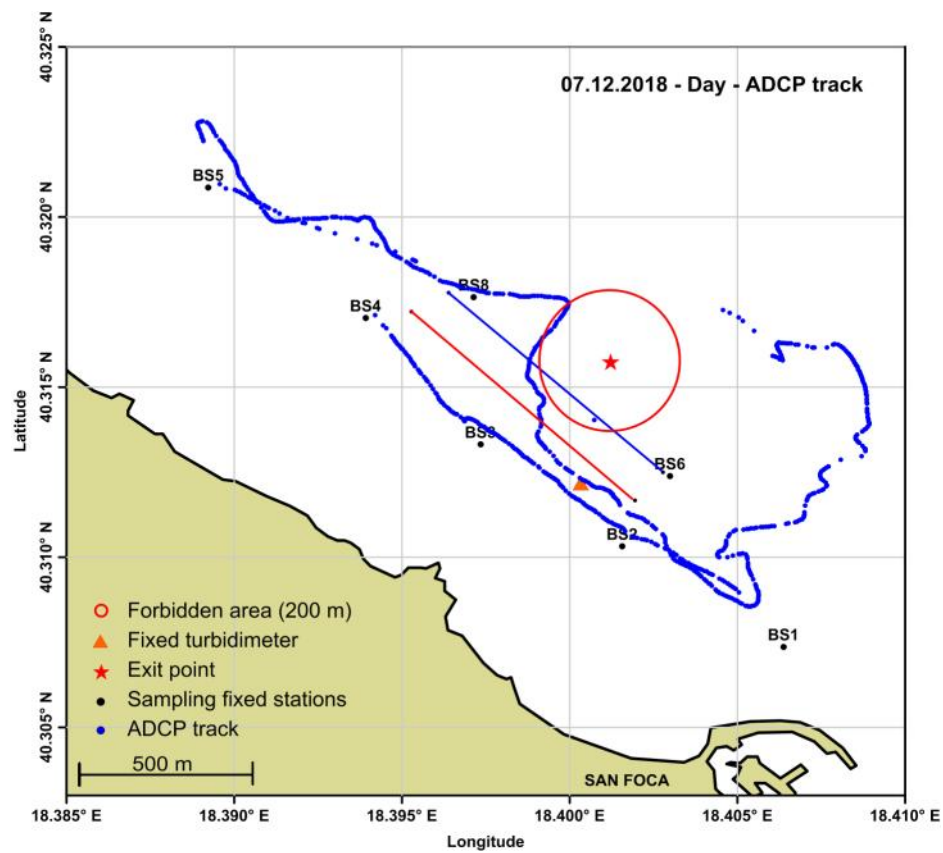 07.12.2018 - Day - ADCP track
40.325° N
40.320° N
40.315° N
40.310° N
40.305° N
Latitude
BS5
BS8
BS4
BS3
BS6
BS2
BS1
Forbidden area (200 m)
Fixed turbidimeter
Exit point
Sampling fixed stations
ADCP track
500 m
SAN FOCA
18.385° E
18.390° E
18.395° E
18.400° E
18.405° E
18.410° E
Longitude